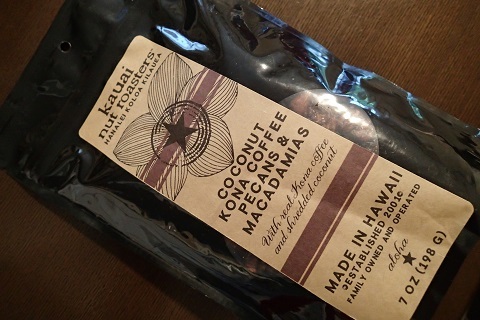 kauai
nut roasters™
HANALEI KOLOA KILAUEA
COCONUT
KONA COFFEE
PECANS &
MACADAMIAS
With real Kona coffee
and shredded coconut
MADE IN HAWAII
ESTABLISHED 2001
FAMILY OWNED AND OPERATED
aloha
7 OZ (198 G)